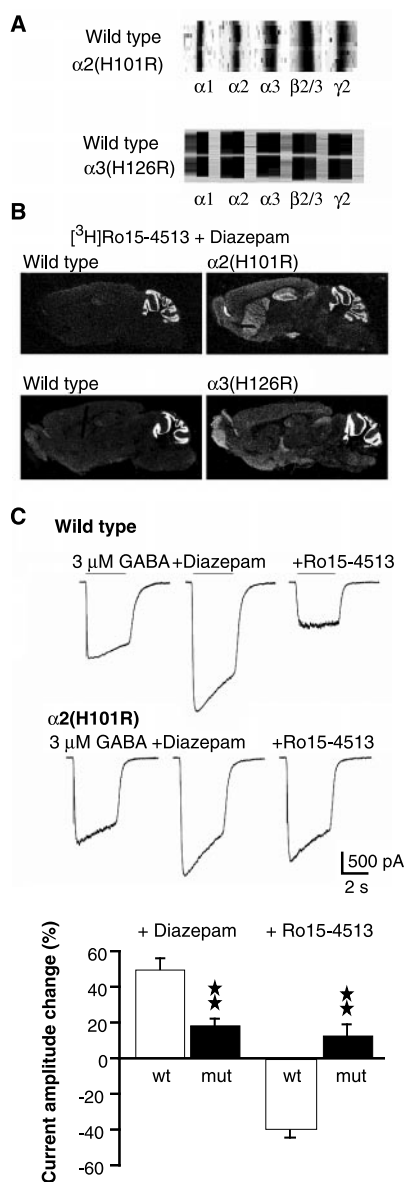 A
Wild type
α2(H101R)
α1 α2 α3 β2/3 γ2
Wild type
α3(H126R)
α1 α2 α3 β2/3 γ2
B
[³H]Ro15-4513 + Diazepam
Wild type α2(H101R)
Wild type α3(H126R)
C
Wild type
3 μM GABA +Diazepam +Ro15-4513
α2(H101R)
3 μM GABA +Diazepam +Ro15-4513
500 pA
2 s
Current amplitude change (%)
+ Diazepam + Ro15-4513
60
40
20
0
-20
-40
-60
wt mut wt mut